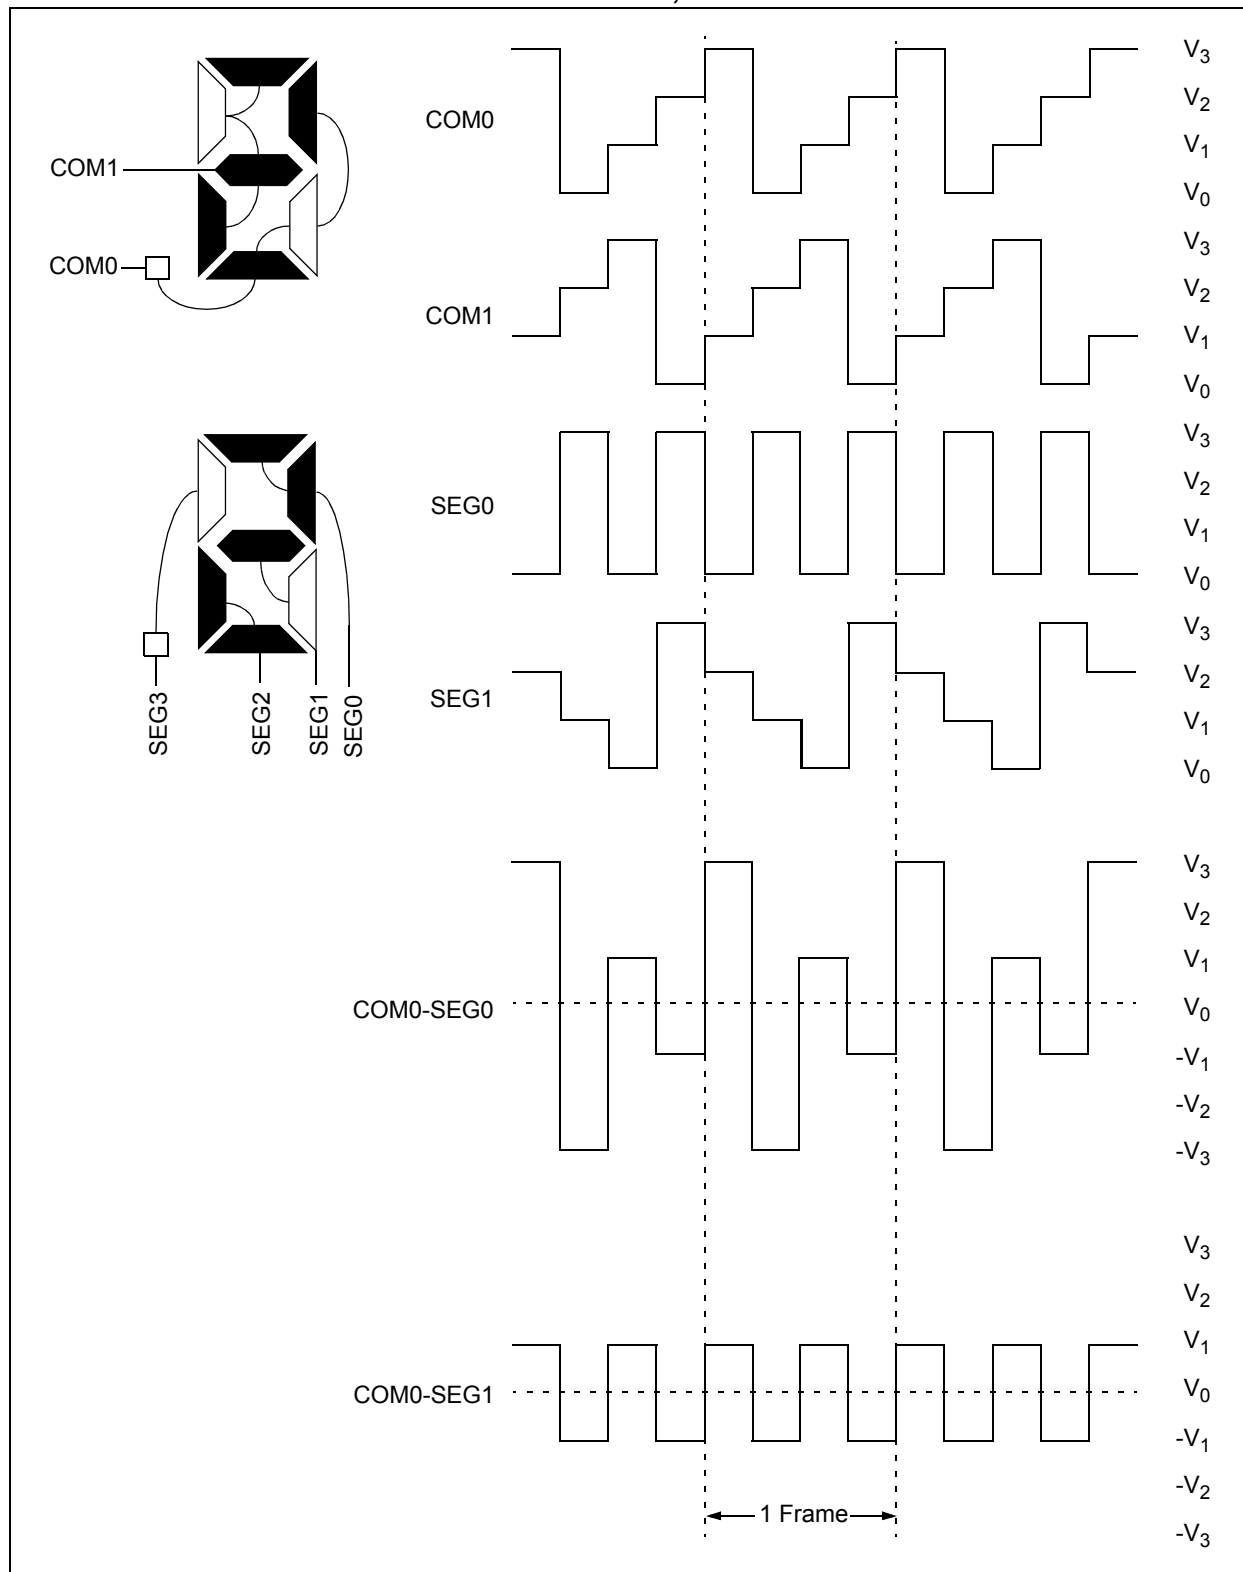 COM1
COM0
SEG3
SEG2
SEG1
SEG0
COM0
V3
V2
V1
V0
COM1
V3
V2
V1
V0
SEG0
V3
V2
V1
V0
SEG1
V3
V2
V1
V0
COM0-SEG0
V3
V2
V1
V0
-V1
-V2
-V3
COM0-SEG1
V3
V2
V1
V0
-V1
-V2
-V3
1 Frame